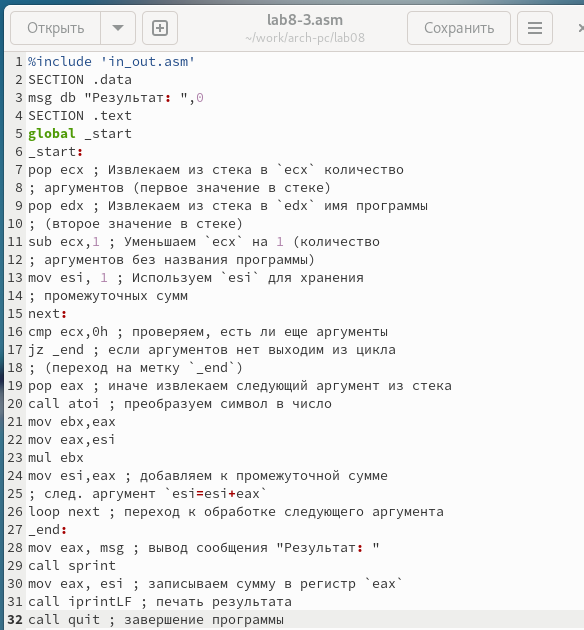 Открыть
lab8-3.asm
~/work/arch-pc/lab08
Сохранить
1 %include 'in_out.asm'
2 SECTION .data
3 msg db "Результат: ",0
4 SECTION .text
5 global _start
6 _start:
7 pop ecx ; Извлекаем из стека в `ecx` количество
8 ; аргументов (первое значение в стеке)
9 pop edx ; Извлекаем из стека в `edx` имя программы
10 ; (второе значение в стеке)
11 sub ecx,1 ; Уменьшаем `ecx` на 1 (количество
12 ; аргументов без названия программы)
13 mov esi, 1 ; Используем `esi` для хранения
14 ; промежуточных сумм
15 next:
16 cmp ecx,0h ; проверяем, есть ли еще аргументы
17 jz _end ; если аргументов нет выходим из цикла
18 ; (переход на метку `_end`)
19 pop eax ; иначе извлекаем следующий аргумент из стека
20 call atoi ; преобразуем символ в число
21 mov ebx,eax
22 mov eax,esi
23 mul ebx
24 mov esi,eax ; добавляем к промежуточной сумме
25 ; след. аргумент `esi=esi+eax`
26 loop next ; переход к обработке следующего аргумента
27 _end:
28 mov eax, msg ; вывод сообщения "Результат: "
29 call sprint
30 mov eax, esi ; записываем сумму в регистр `eax`
31 call iprintLF ; печать результата
32 call quit ; завершение программы